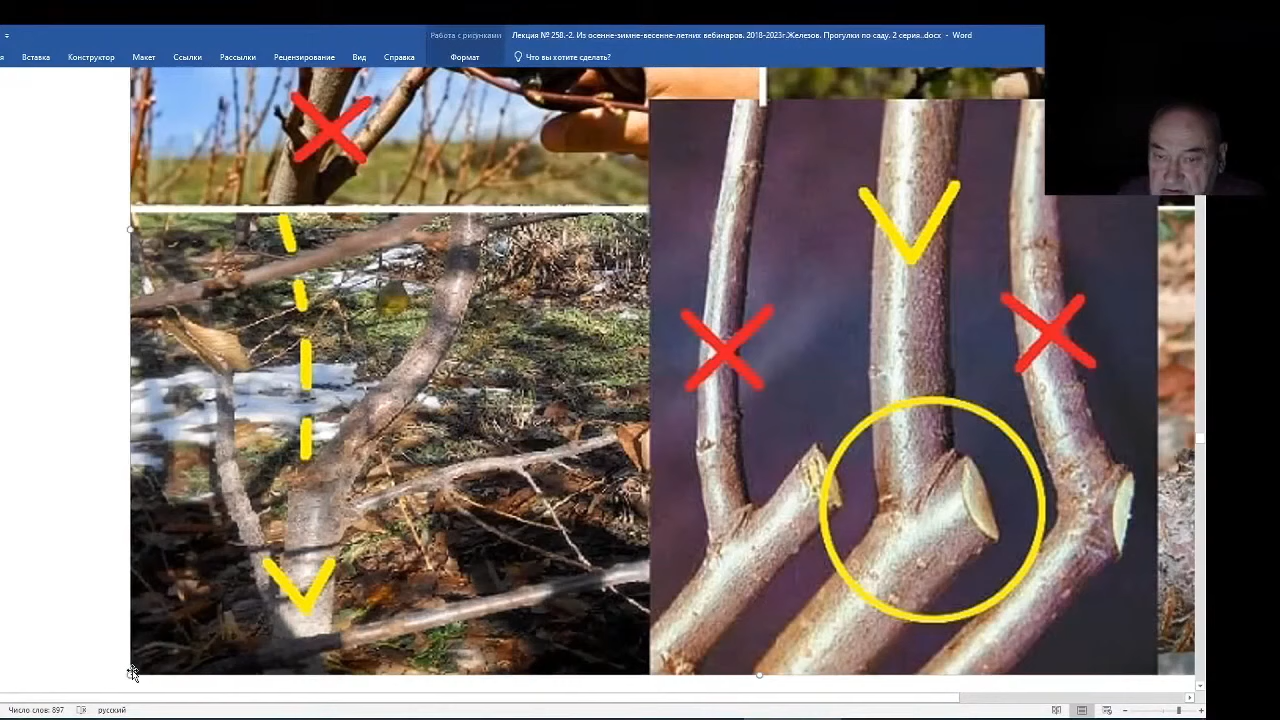 Работа с рисунками
Лекция № 258.-2. Из осенне-зимне-весенне-летних вебинаров. 2018-2023г.Железов. Прогулки по саду. 2 серия..docx - Word
Вставка Конструктор Макет Ссылки Рассылки Рецензирование Вид Справка Формат Что вы хотите сделать?
Число слов: 897 русский